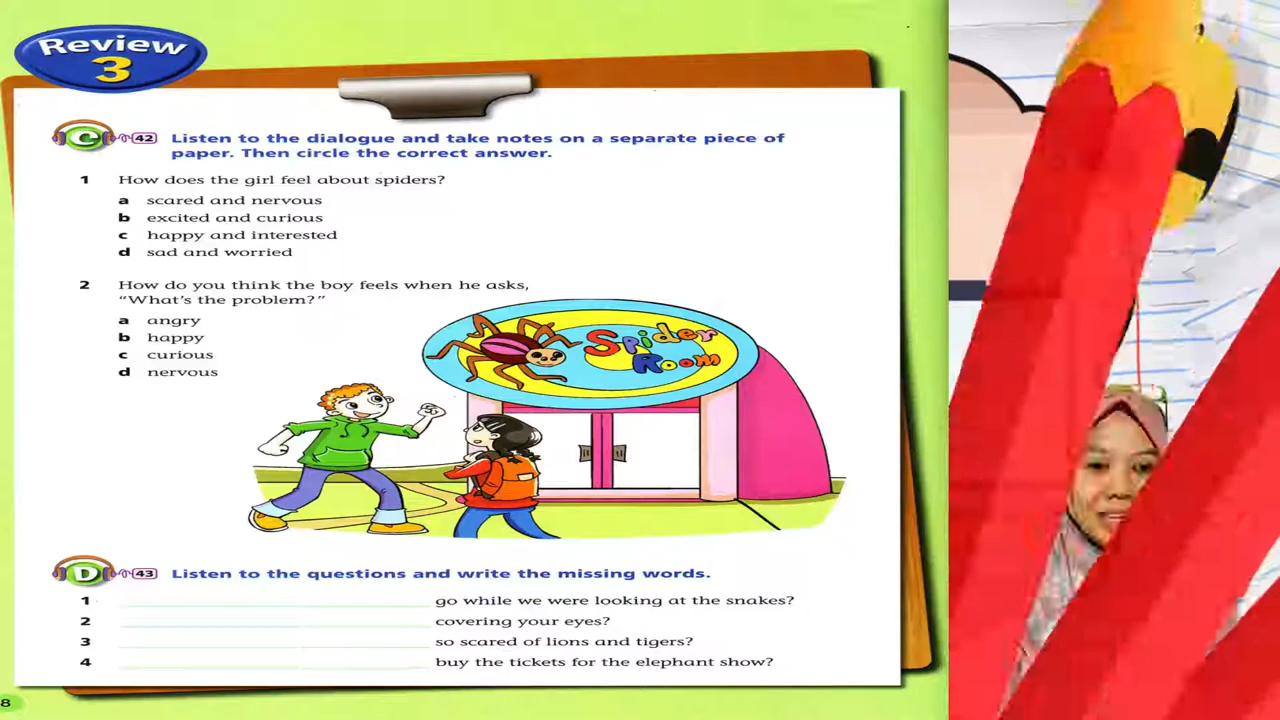 Review
3
C 42 Listen to the dialogue and take notes on a separate piece of
paper. Then circle the correct answer.
1 How does the girl feel about spiders?
a scared and nervous
b excited and curious
c happy and interested
d sad and worried
2 How do you think the boy feels when he asks,
“What’s the problem?”
a angry
b happy
c curious
d nervous
Spider
Room
D 43 Listen to the questions and write the missing words.
1 go while we were looking at the snakes?
2 covering your eyes?
3 so scared of lions and tigers?
4 buy the tickets for the elephant show?
8